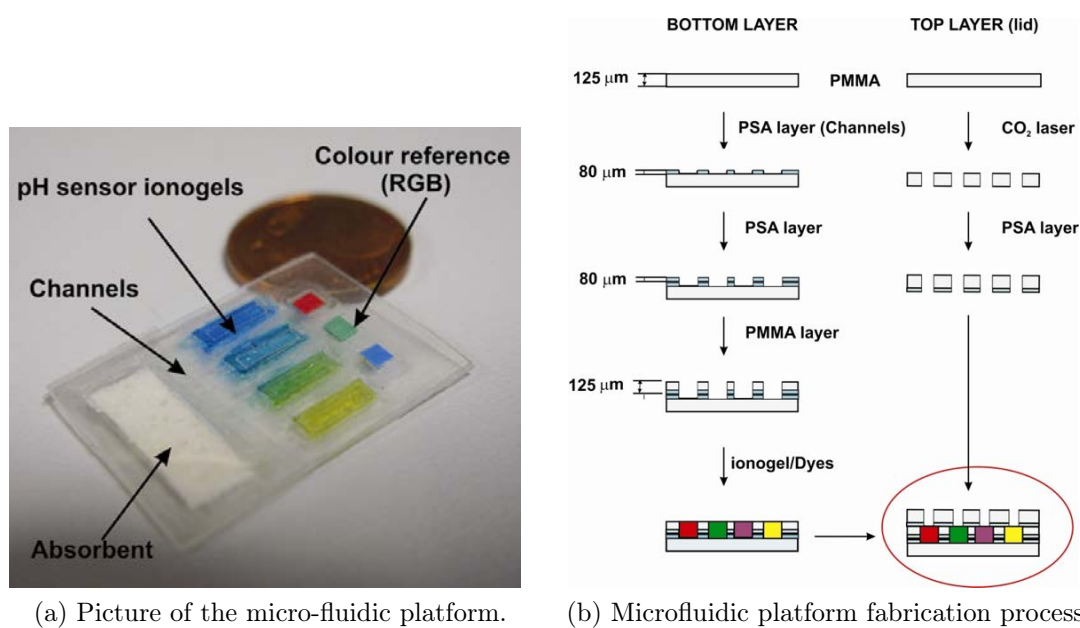 Colour reference
(RGB)
pH sensor ionogels
Channels
Absorbent
(a) Picture of the micro-fluidic platform.
BOTTOM LAYER
TOP LAYER (lid)
125 μm
PMMA
PSA layer (Channels)
CO₂ laser
80 μm
PSA layer
PSA layer
80 μm
PMMA layer
125 μm
ionogel/Dyes
(b) Microfluidic platform fabrication process